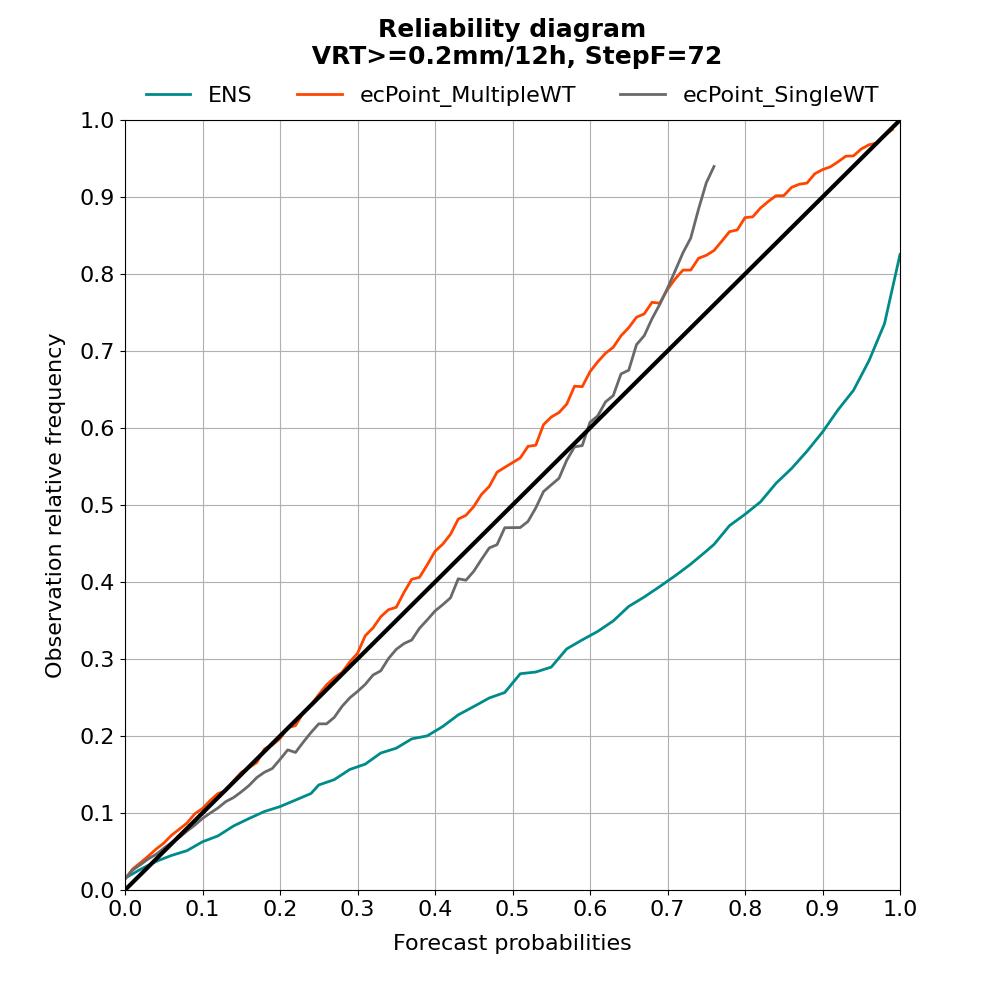 Reliability diagram
VRT>=0.2mm/12h, StepF=72
ENS ecPoint_MultipleWT ecPoint_SingleWT
1.0
0.9
0.8
0.7
0.6
0.5
0.4
0.3
0.2
0.1
0.0
Observation relative frequency
0.0 0.1 0.2 0.3 0.4 0.5 0.6 0.7 0.8 0.9 1.0
Forecast probabilities